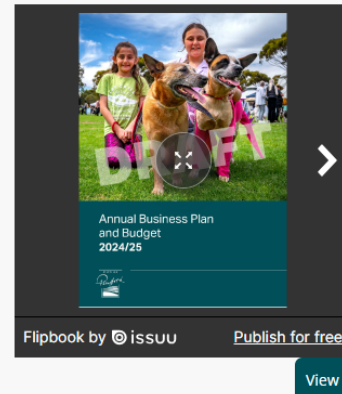 DRAFT
Annual Business Plan
and Budget
2024/25
Flipbook by issuu
Publish for free
View